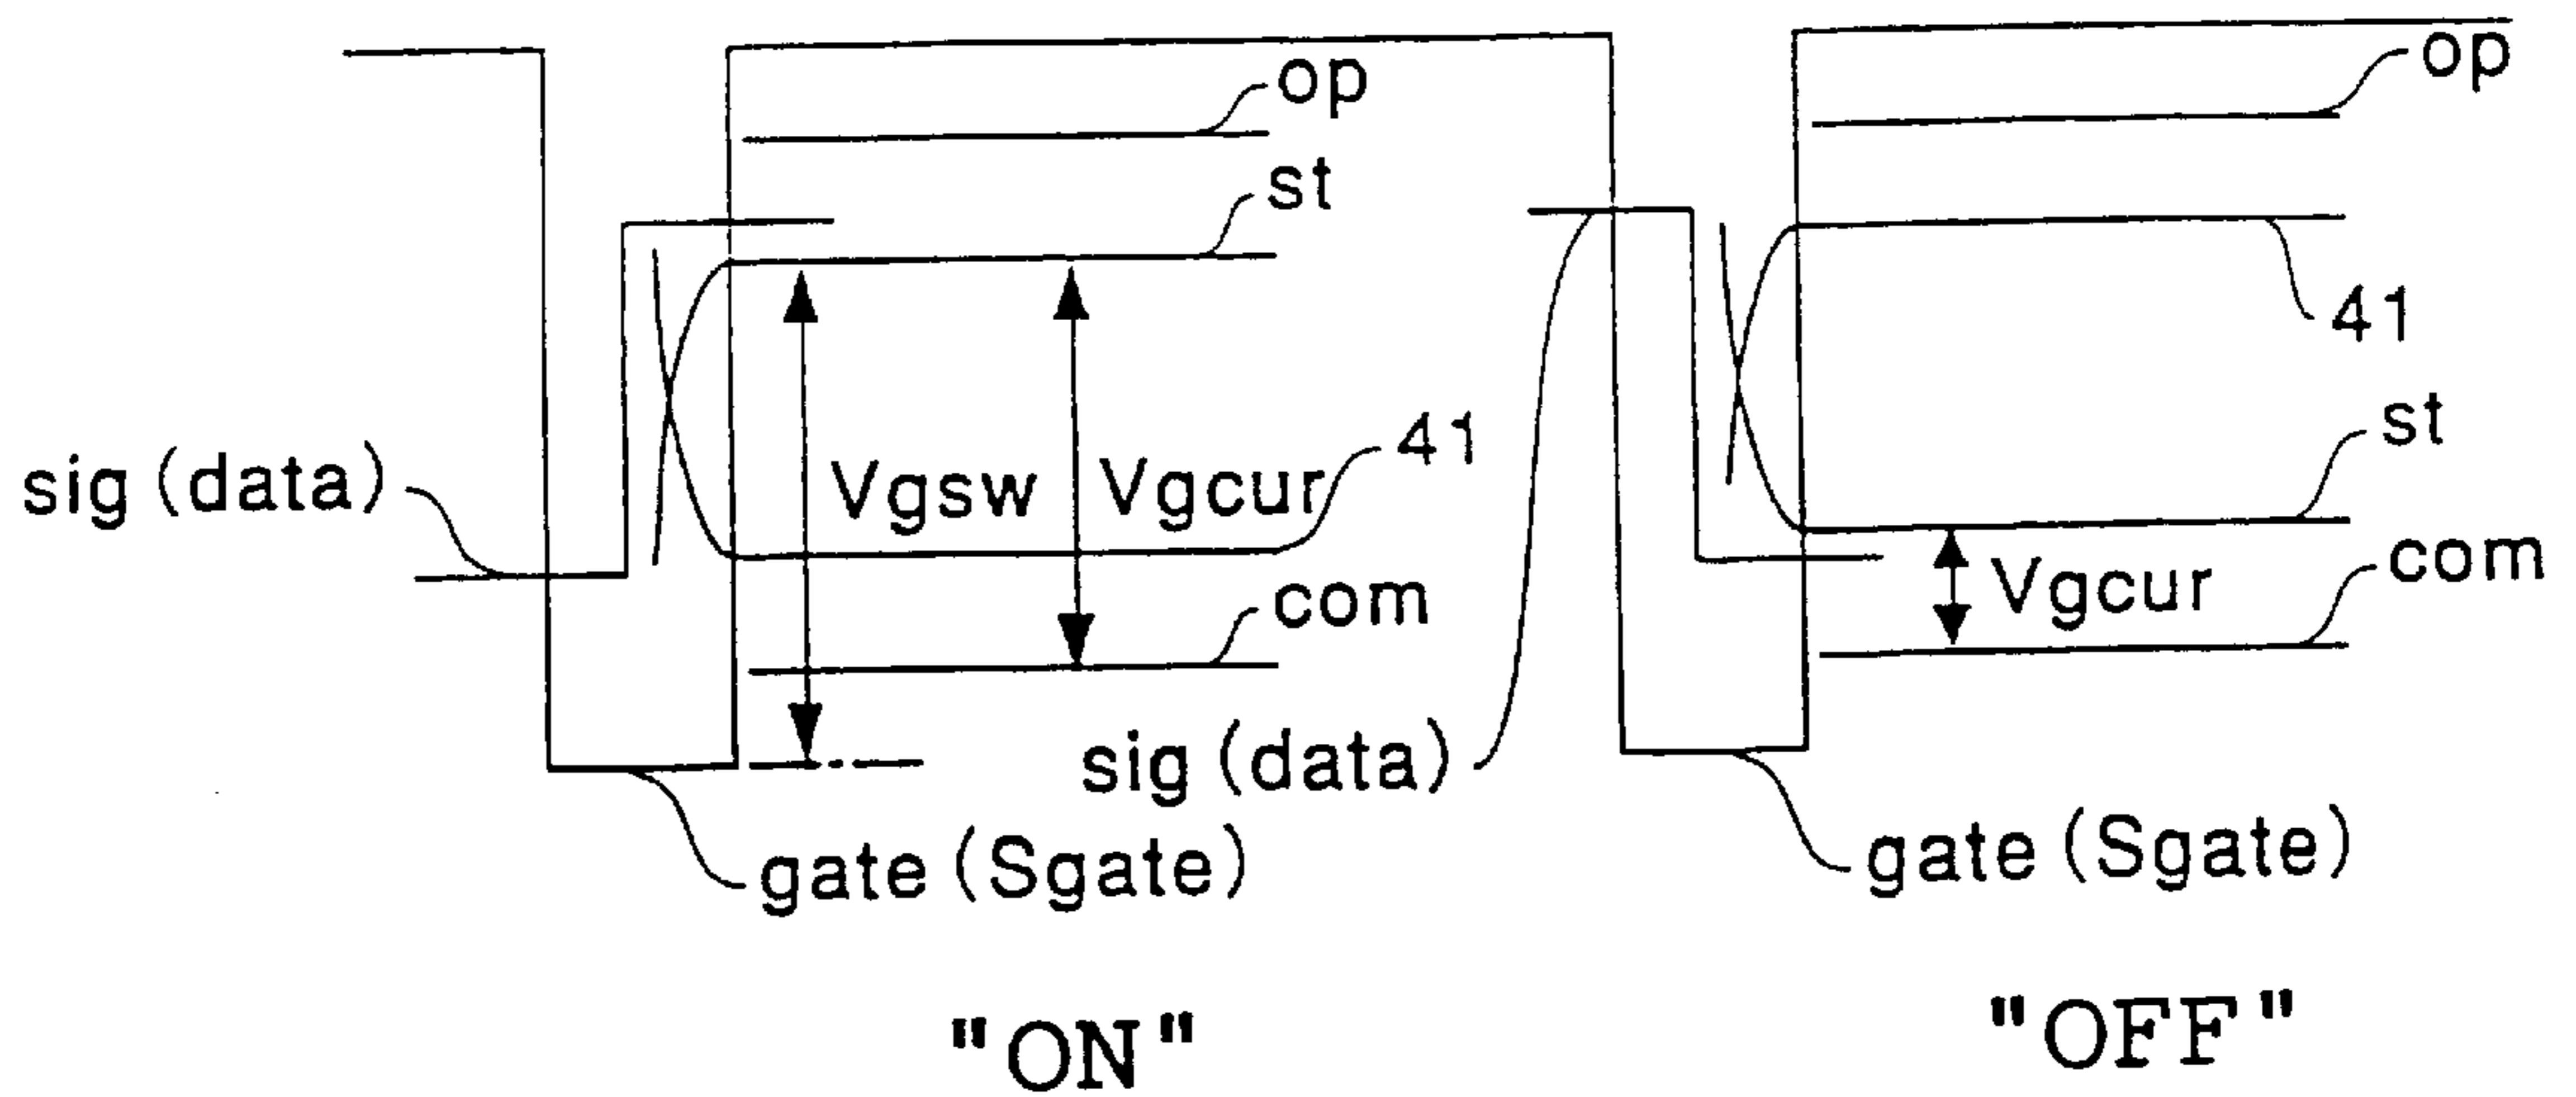 op
op
st
41
sig (data)
Vgsw
Vgcur
41
st
com
com
Vgcur
sig (data)
gate (Sgate)
gate (Sgate)
"ON"
"OFF"